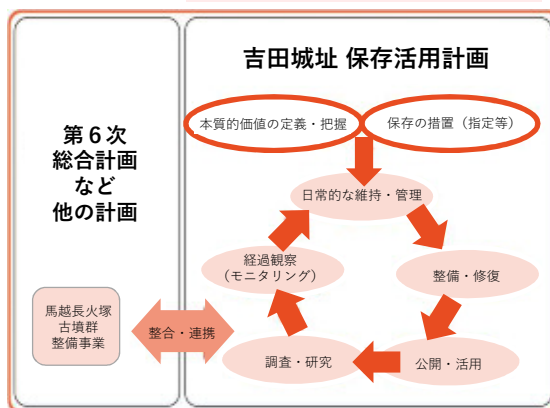 吉田城址 保存活用計画
第6次
総合計画
など
他の計画
本質的価値の定義・把握
保存の措置(指定等)
日常的な維持・管理
整備・修復
公開・活用
調査・研究
経過観察
(モニタリング)
馬越長火塚
古墳群
整備事業
整合・連携